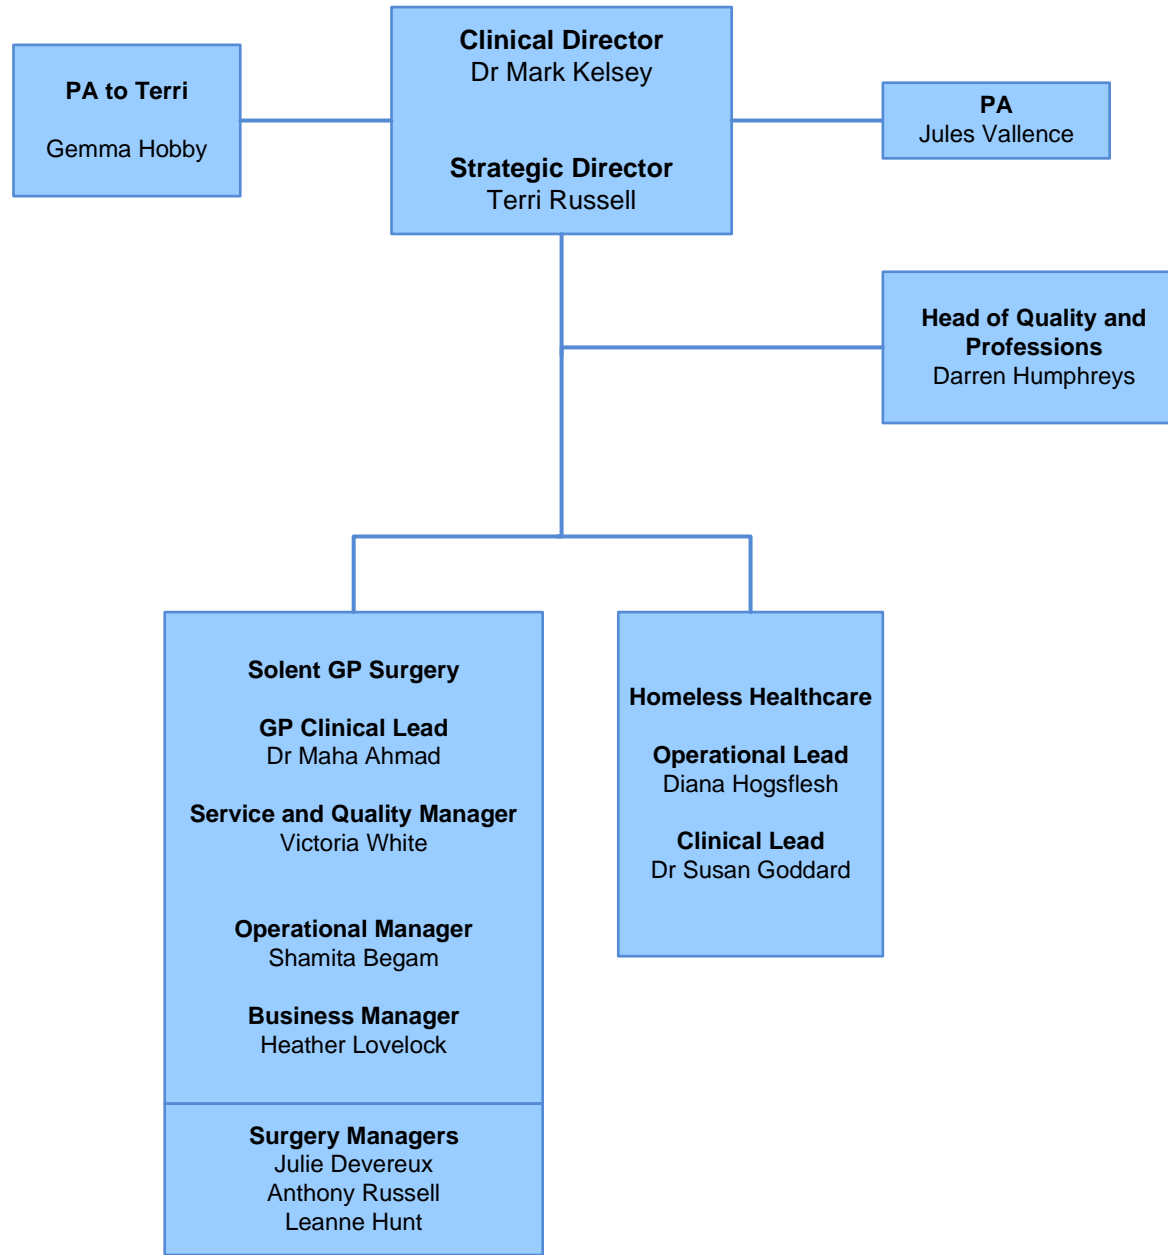 Clinical Director
Dr Mark Kelsey
Strategic Director
Terri Russell
PA to Terri
Gemma Hobby
PA
Jules Vallence
Head of Quality and
Professions
Darren Humphreys
Solent GP Surgery
GP Clinical Lead
Dr Maha Ahmad
Service and Quality Manager
Victoria White
Operational Manager
Shamita Begam
Business Manager
Heather Lovelock
Surgery Managers
Julie Devereux
Anthony Russell
Leanne Hunt
Homeless Healthcare
Operational Lead
Diana Hogsflesh
Clinical Lead
Dr Susan Goddard